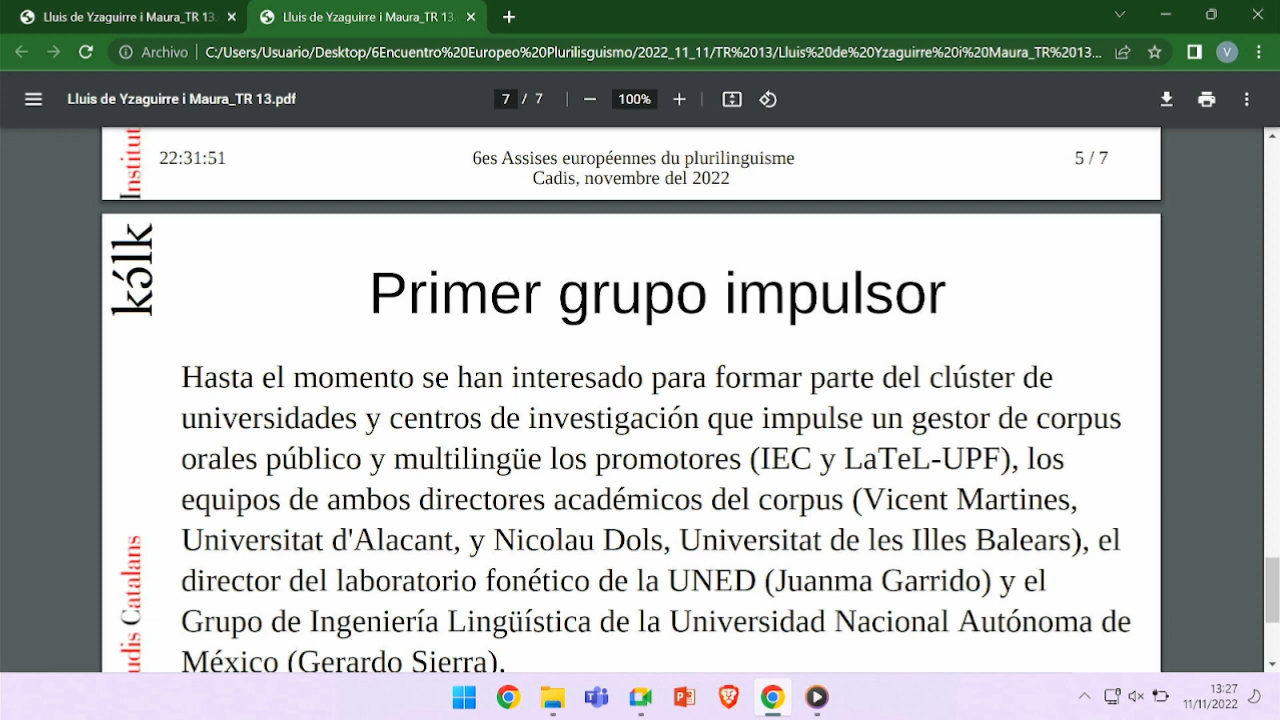 Lluis de Yzaguirre i Maura_TR 13.
Lluis de Yzaguirre i Maura_TR 13.
Archivo
C:/Users/Usuario/Desktop/6Encuentro%20Europeo%20Plurilisguismo/2022_11_11/TR%2013/Lluis%20de%20Yzaguirre%20i%20Maura_TR%2013...
V
Lluis de Yzaguirre i Maura_TR 13.pdf
7 / 7
100%
Institut
22:31:51
6es Assises européennes du plurilinguisme
Cadis, novembre del 2022
5 / 7
kə́lk
Primer grupo impulsor
Hasta el momento se han interesado para formar parte del clúster de
universidades y centros de investigación que impulse un gestor de corpus
orales público y multilingüe los promotores (IEC y LaTeL-UPF), los
equipos de ambos directores académicos del corpus (Vicent Martines,
Universitat d'Alacant, y Nicolau Dols, Universitat de les Illes Balears), el
director del laboratorio fonético de la UNED (Juanma Garrido) y el
Grupo de Ingeniería Lingüística de la Universidad Nacional Autónoma de
México (Gerardo Sierra).
udis Catalans
13:27
11/11/2022